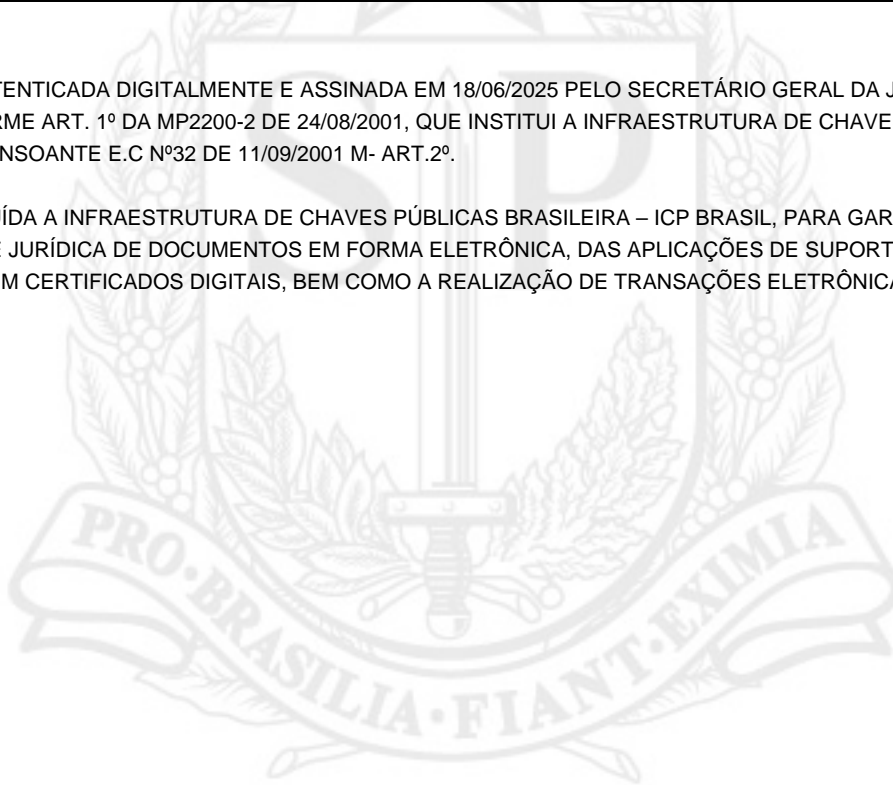 TENTICADA DIGITALMENTE E ASSINADA EM 18/06/2025 PELO SECRETÁRIO GERAL DA J
RME ART. 1º DA MP2200-2 DE 24/08/2001, QUE INSTITUI A INFRAESTRUTURA DE CHAVE
NSOANTE E.C Nº32 DE 11/09/2001 M- ART.2º.
ÍDA A INFRAESTRUTURA DE CHAVES PÚBLICAS BRASILEIRA – ICP BRASIL, PARA GAR
E JURÍDICA DE DOCUMENTOS EM FORMA ELETRÔNICA, DAS APLICAÇÕES DE SUPORT
M CERTIFICADOS DIGITAIS, BEM COMO A REALIZAÇÃO DE TRANSAÇÕES ELETRÔNICA
SP
PRO·BRASILIA·FIANT·EXIMIA